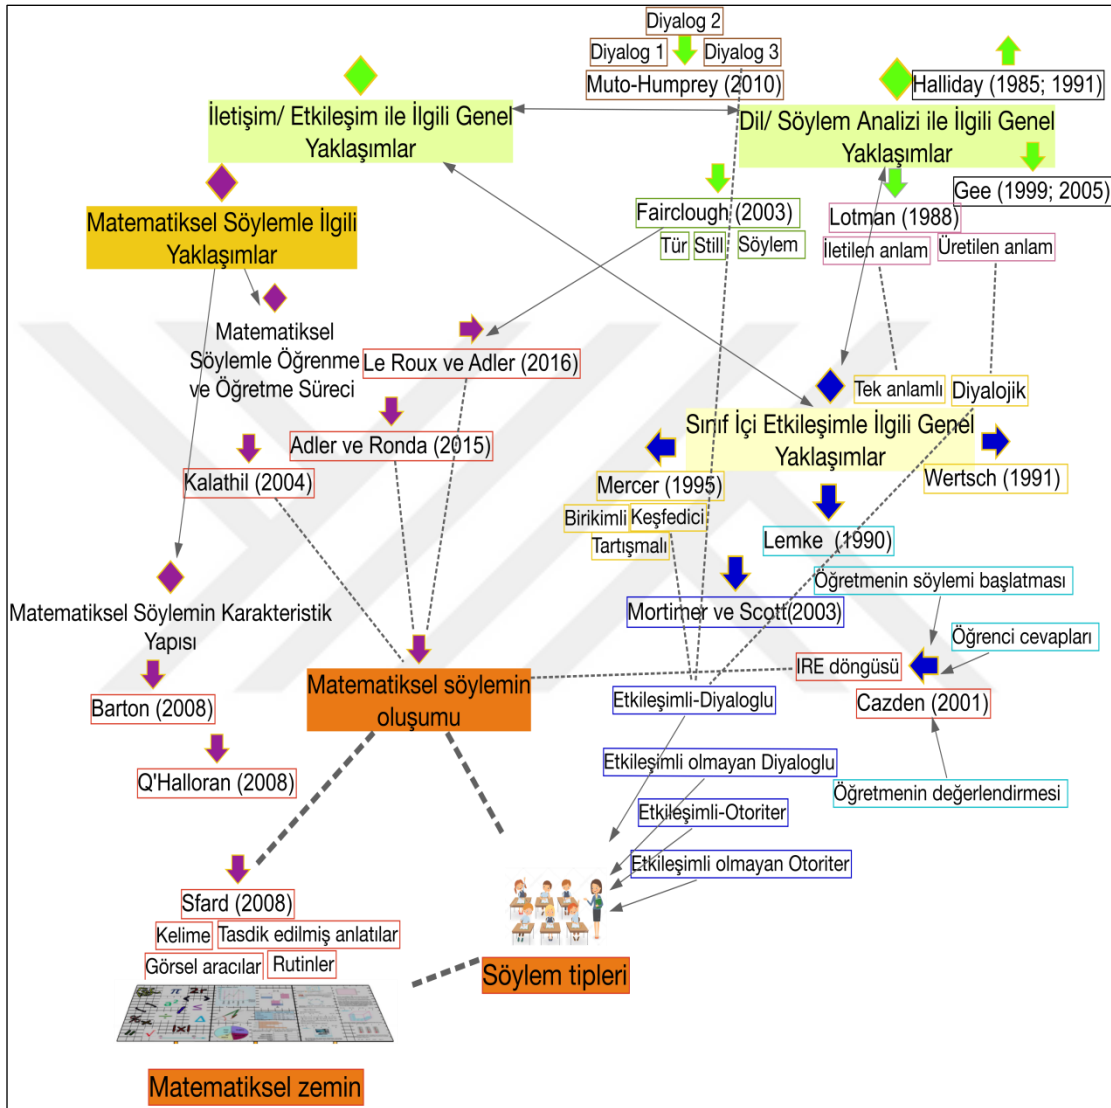 Diyalog 2
Diyalog 1
Diyalog 3
Muto-Humprey (2010)
Halliday (1985; 1991)
İletişim/ Etkileşim ile İlgili Genel
Yaklaşımlar
Dil/ Söylem Analizi ile İlgili Genel
Yaklaşımlar
Gee (1999; 2005)
Matematiksel Söylemle İlgili
Yaklaşımlar
Fairclough (2003)
Tür
Still
Söylem
Lotman (1988)
İletilen anlam
Üretilen anlam
Matematiksel
Söylemle Öğrenme
ve Öğretme Süreci
Le Roux ve Adler (2016)
Tek anlamlı
Diyalojik
Adler ve Ronda (2015)
Sınıf İçi Etkileşimle İlgili Genel
Yaklaşımlar
Kalathil (2004)
Mercer (1995)
Wertsch (1991)
Birikimli
Keşfedici
Tartışmalı
Lemke (1990)
Öğretmenin söylemi başlatması
Mortimer ve Scott(2003)
Matematiksel Söylemin Karakteristik
Yapısı
Öğrenci cevapları
IRE döngüsü
Matematiksel söylemin
oluşumu
Barton (2008)
Etkileşimli-Diyaloglu
Cazden (2001)
Q'Halloran (2008)
Etkileşimli olmayan Diyaloglu
Öğretmenin değerlendirmesi
Etkileşimli-Otoriter
Etkileşimli olmayan Otoriter
Sfard (2008)
Kelime
Tasdik edilmiş anlatılar
Görsel aracılar
Rutinler
Söylem tipleri
Matematiksel zemin